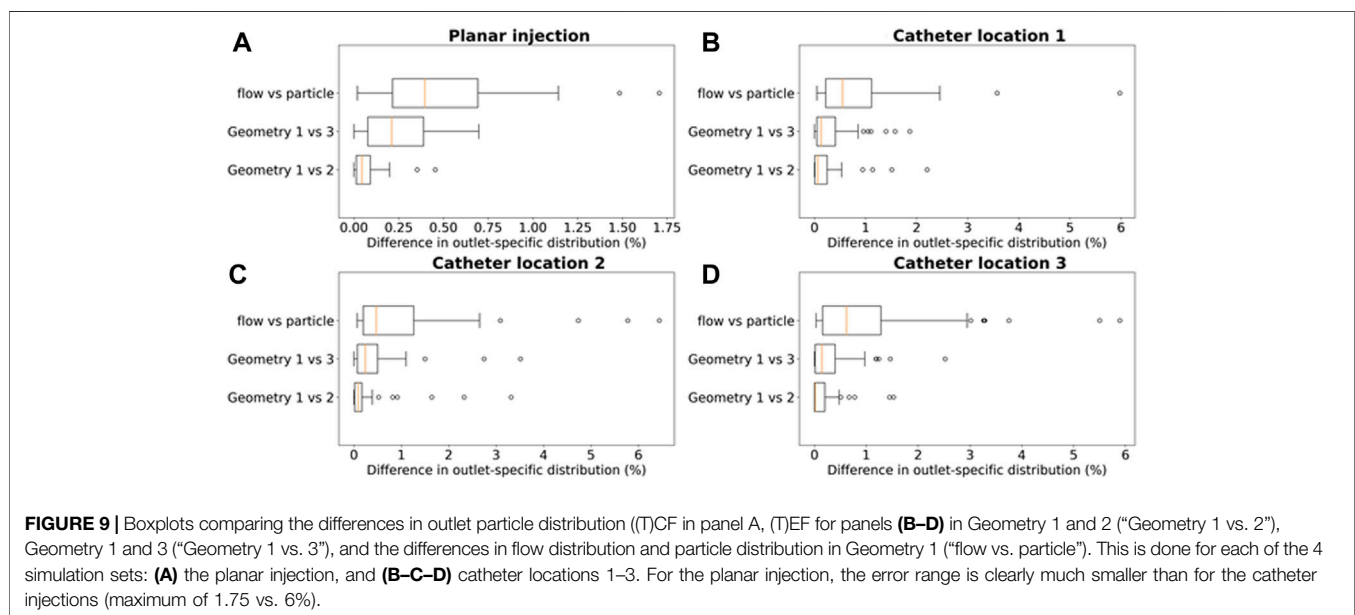 A
Planar injection
flow vs particle
Geometry 1 vs 3
Geometry 1 vs 2
0.00 0.25 0.50 0.75 1.00 1.25 1.50 1.75
Difference in outlet-specific distribution (%)
B
Catheter location 1
flow vs particle
Geometry 1 vs 3
Geometry 1 vs 2
0 1 2 3 4 5 6
Difference in outlet-specific distribution (%)
C
Catheter location 2
flow vs particle
Geometry 1 vs 3
Geometry 1 vs 2
0 1 2 3 4 5 6
Difference in outlet-specific distribution (%)
D
Catheter location 3
flow vs particle
Geometry 1 vs 3
Geometry 1 vs 2
0 1 2 3 4 5 6
Difference in outlet-specific distribution (%)
FIGURE 9 | Boxplots comparing the differences in outlet particle distribution ((T)CF in panel A, (T)EF for panels (B–D) in Geometry 1 and 2 (“Geometry 1 vs. 2”),
Geometry 1 and 3 (“Geometry 1 vs. 3”), and the differences in flow distribution and particle distribution in Geometry 1 (“flow vs. particle”). This is done for each of the 4
simulation sets: (A) the planar injection, and (B–C–D) catheter locations 1–3. For the planar injection, the error range is clearly much smaller than for the catheter
injections (maximum of 1.75 vs. 6%).